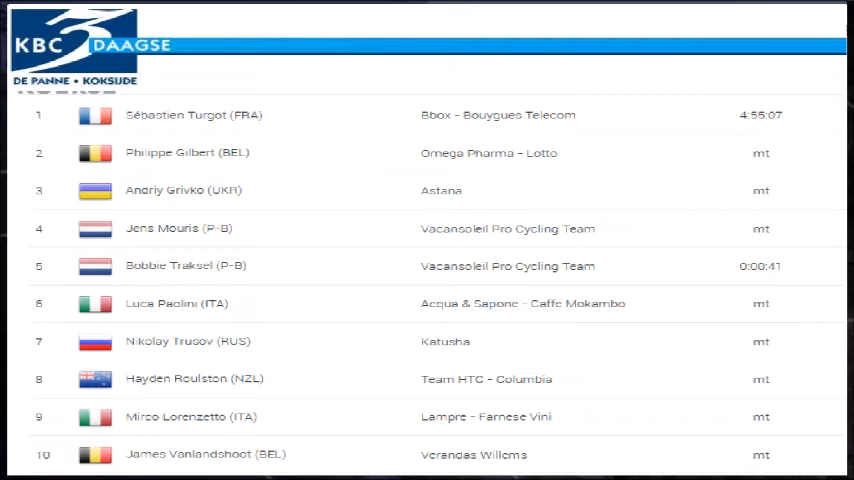 KBC 3 DAAGSE
DE PANNE • KOKSIJDE
1 Sébastien Turgot (FRA) Bbox - Bouygues Telecom 4:55:07
2 Philippe Gilbert (BEL) Omega Pharma - Lotto mt
3 Andriy Grivko (UKR) Astana mt
4 Jens Mouris (P-B) Vacansoleil Pro Cycling Team mt
5 Bobbie Traksel (P-B) Vacansoleil Pro Cycling Team 0:00:41
6 Luca Paolini (ITA) Acqua & Sapone - Caffe Mokambo mt
7 Nikolay Trusov (RUS) Katusha mt
8 Hayden Roulston (NZL) Team HTC - Columbia mt
9 Mirco Lorenzetto (ITA) Lampre - Farnese Vini mt
10 James Vanlandshoot (BEL) Verandas Willems mt